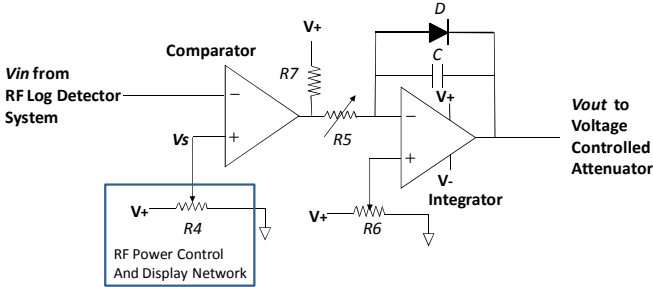 D
V+
Comparator
C
R7
Vin from
RF Log Detector
System
−
V+
Vout to
Voltage
Controlled
Attenuator
−
Vs
+
R5
+
V-
Integrator
V+
R4
V+
R6
RF Power Control
And Display Network